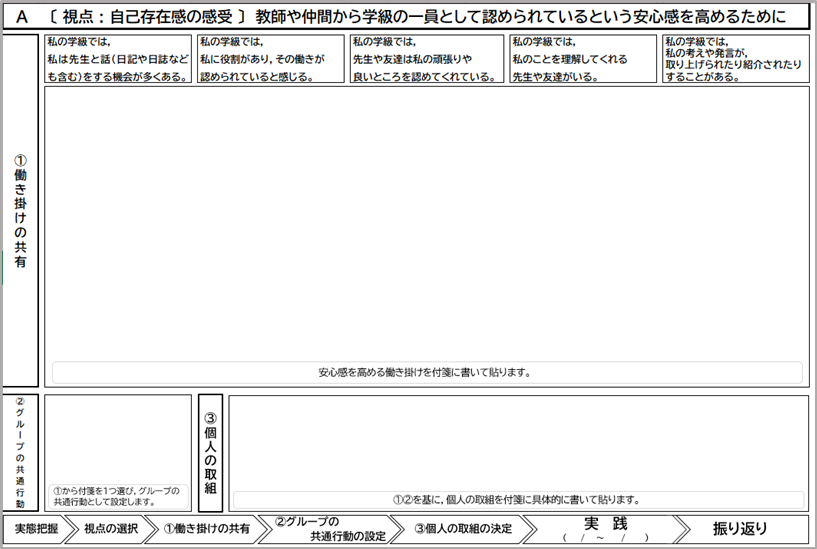 A 〔 視点：自己存在感の感受 〕 教師や仲間から学級の一員として認められているという安心感を高めるために
私の学級では，
私は先生と話（日記や日誌など
も含む）をする機会が多くある。
私の学級では，
私に役割があり，その働きが
認められていると感じる。
私の学級では，
先生や友達は私の頑張りや
良いところを認めてくれている。
私の学級では，
私のことを理解してくれる
先生や友達がいる。
私の学級では，
私の考えや発言が，
取り上げられたり紹介されたり
することがある。
①働き掛けの共有
安心感を高める働き掛けを付箋に書いて貼ります。
②グループの共通行動
①から付箋を1つ選び，グループの
共通行動として設定します。
③個人の取組
①②を基に，個人の取組を付箋に具体的に書いて貼ります。
実態把握
視点の選択
①働き掛けの共有
②グループの
共通行動の設定
③個人の取組の決定
実 践
（ / ～ / ）
振り返り